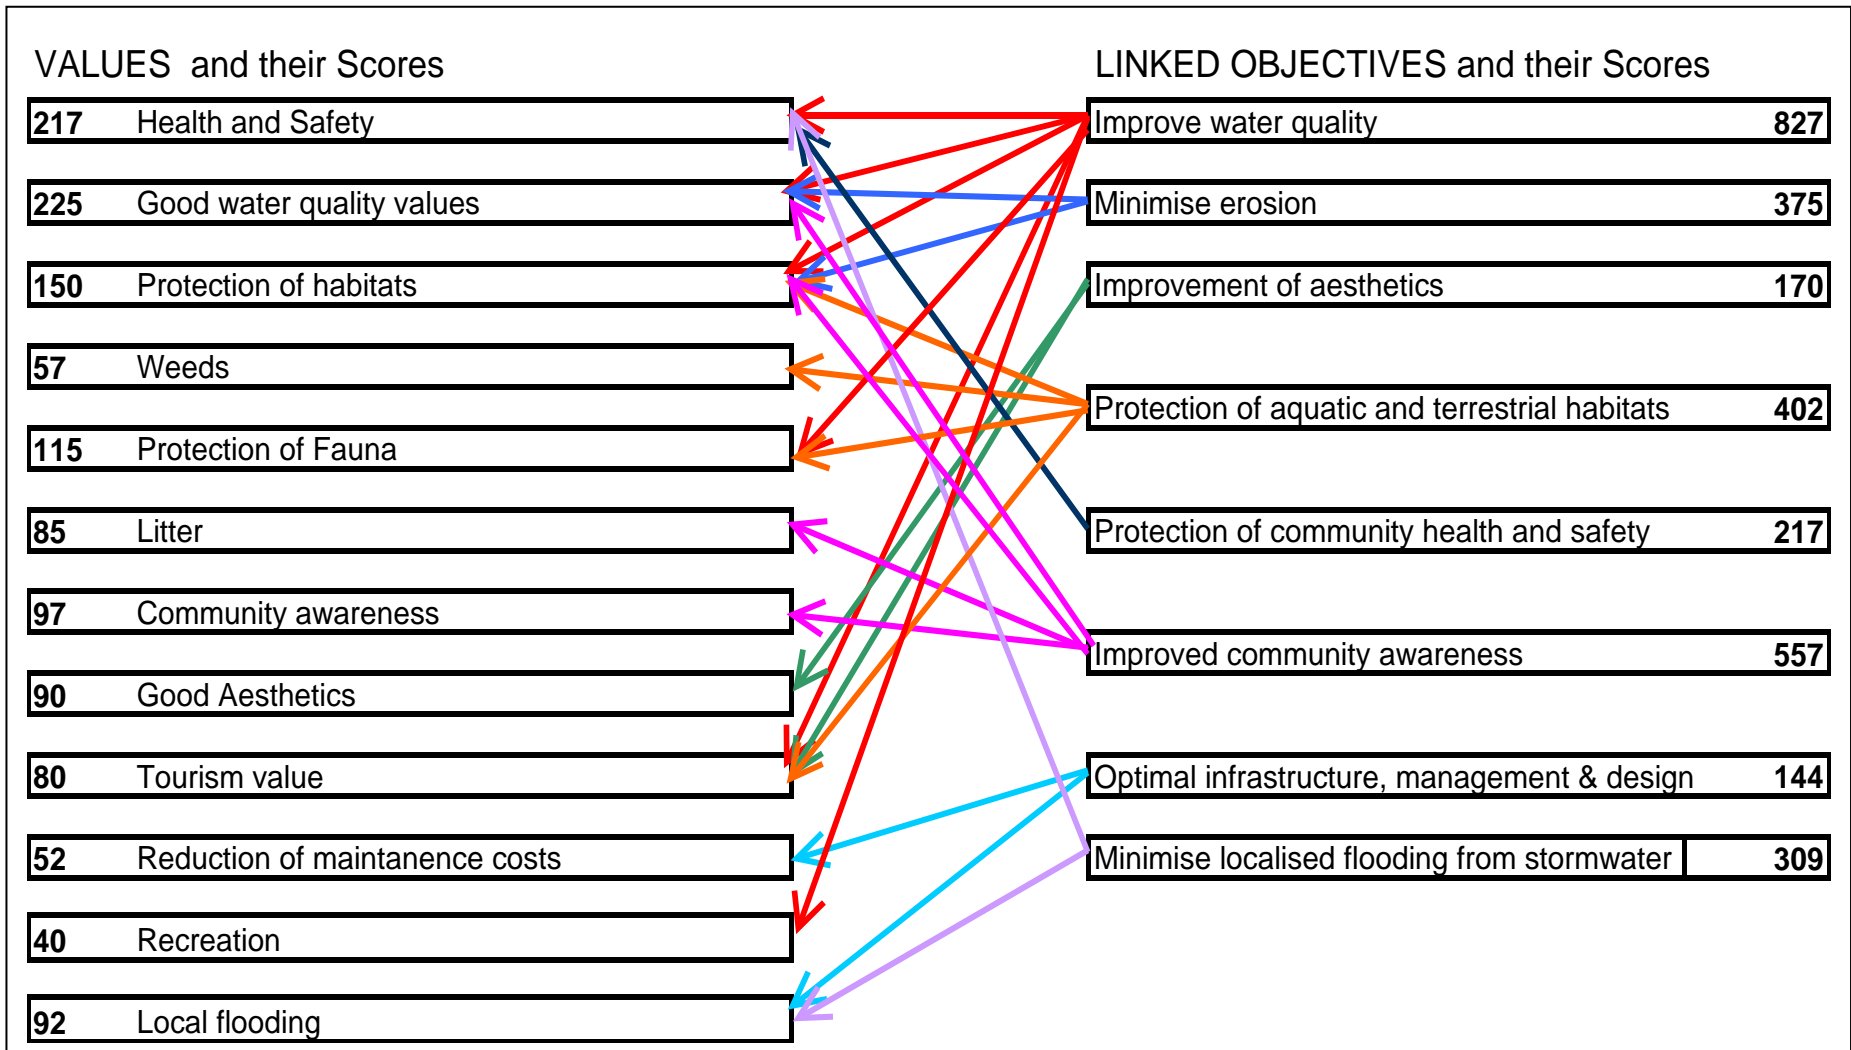 VALUES and their Scores
217 Health and Safety
225 Good water quality values
150 Protection of habitats
57 Weeds
115 Protection of Fauna
85 Litter
97 Community awareness
90 Good Aesthetics
80 Tourism value
52 Reduction of maintanence costs
40 Recreation
92 Local flooding
LINKED OBJECTIVES and their Scores
Improve water quality 827
Minimise erosion 375
Improvement of aesthetics 170
Protection of aquatic and terrestrial habitats 402
Protection of community health and safety 217
Improved community awareness 557
Optimal infrastructure, management & design 144
Minimise localised flooding from stormwater 309